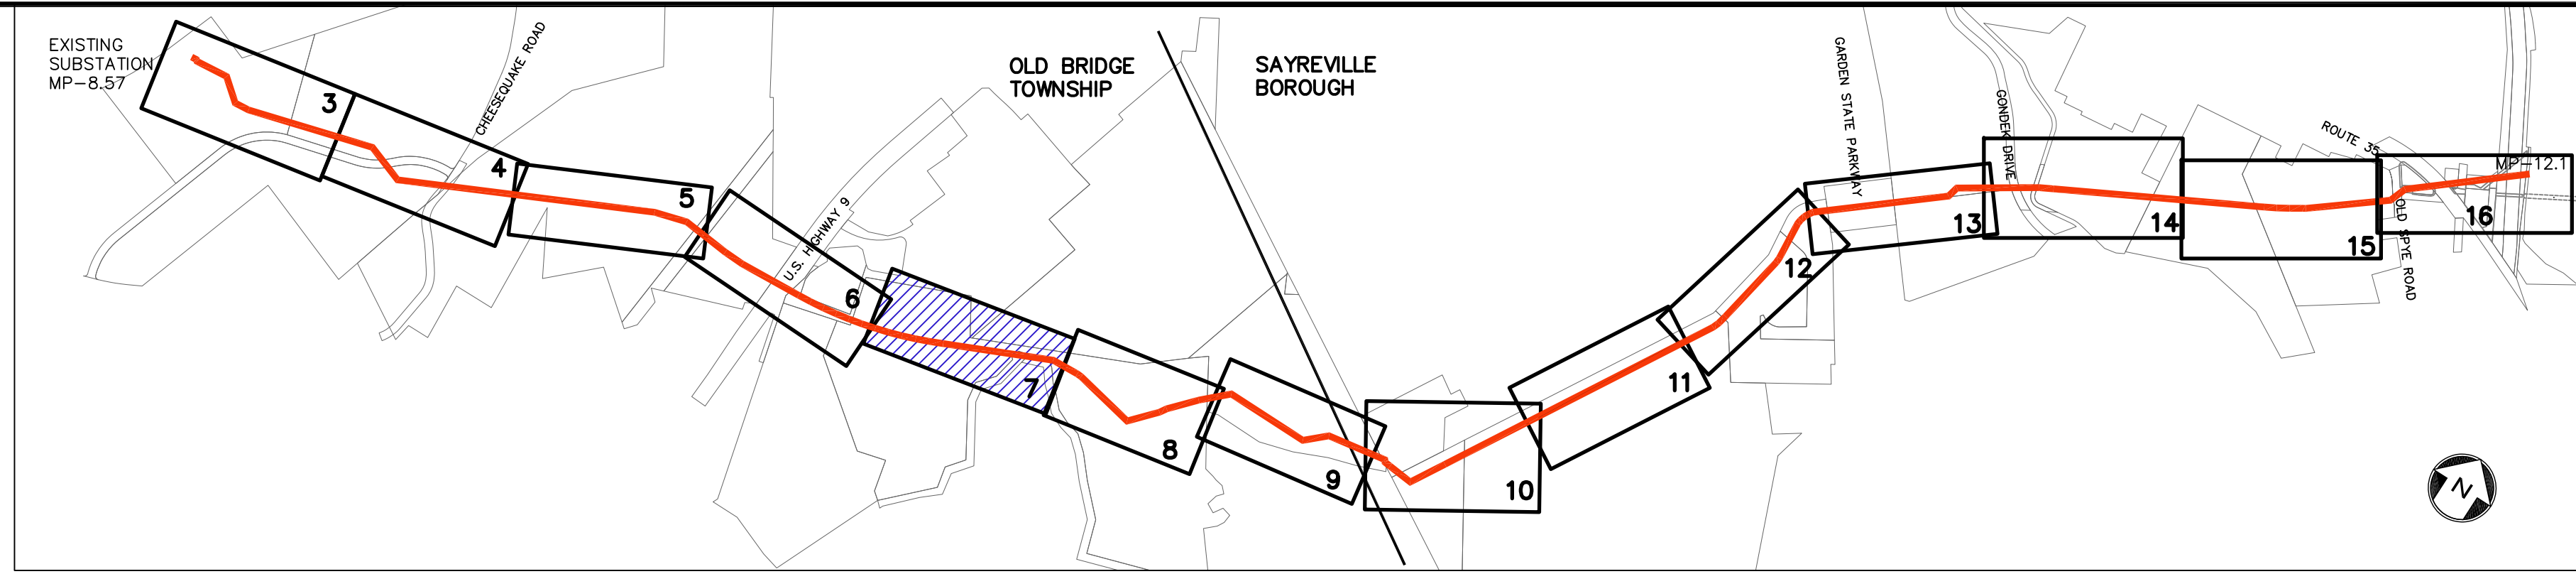 EXISTING
SUBSTATION
MP-8.57
3
4
CHEESEQUAKE ROAD
5
6
U.S. HIGHWAY 9
7
8
OLD BRIDGE
TOWNSHIP
SAYREVILLE
BOROUGH
9
10
11
12
GARDEN STATE PARKWAY
13
GONDEK DRIVE
14
15
ROUTE 35
OLD SPYE ROAD
16
MP-12.1
N